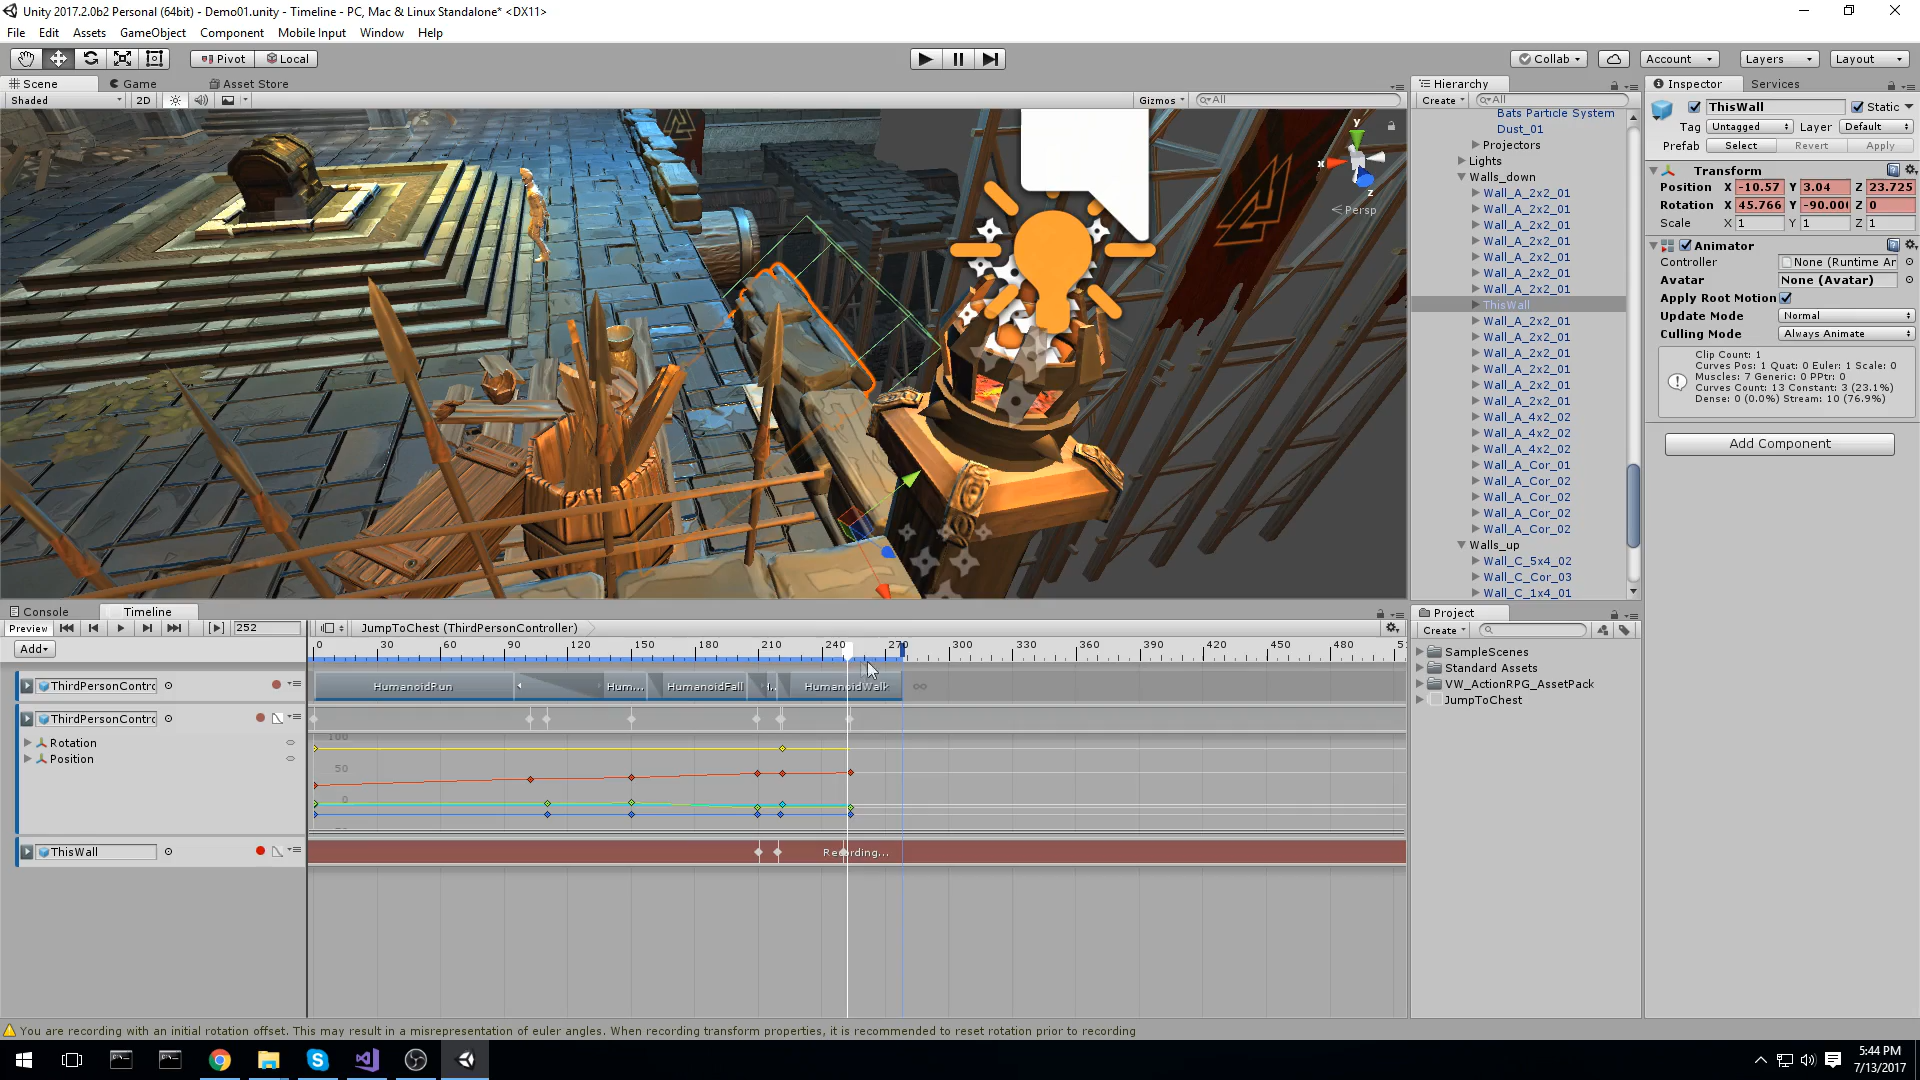 Unity 2017.2.0b2 Personal (64bit) - Demo01.unity - Timeline - PC, Mac & Linux Standalone* <DX11>
File Edit Assets GameObject Component Mobile Input Window Help
Pivot Local Collab Account Layers Layout
Scene Game Asset Store
Shaded 2D Gizmos All
y
x
z
Persp
Hierarchy
Create All
Bats Particle System
Dust_01
Projectors
Lights
Walls_down
Wall_A_2x2_01
Wall_A_2x2_01
Wall_A_2x2_01
Wall_A_2x2_01
Wall_A_2x2_01
Wall_A_2x2_01
Wall_A_2x2_01
ThisWall
Wall_A_2x2_01
Wall_A_2x2_01
Wall_A_2x2_01
Wall_A_2x2_01
Wall_A_2x2_01
Wall_A_2x2_01
Wall_A_4x2_02
Wall_A_4x2_02
Wall_A_4x2_02
Wall_A_Cor_01
Wall_A_Cor_02
Wall_A_Cor_02
Wall_A_Cor_02
Wall_A_Cor_02
Walls_up
Wall_C_5x4_02
Wall_C_Cor_03
Wall_C_1x4_01
Inspector Services
ThisWall Static
Tag Untagged Layer Default
Prefab Select Revert Apply
Transform
Position X -10.57 Y 3.04 Z 23.725
Rotation X 45.766 Y -90.00 Z 0
Scale X 1 Y 1 Z 1
Animator
Controller None (Runtime Ar
Avatar None (Avatar)
Apply Root Motion
Update Mode Normal
Culling Mode Always Animate
Clip Count: 1
Curves Pos: 1 Quat: 0 Euler: 1 Scale: 0
Muscles: 7 Generic: 0 PPtr: 0
Curves Count: 13 Constant: 3 (23.1%)
Dense: 0 (0.0%) Stream: 10 (76.9%)
Add Component
Console Timeline
Preview 252 JumpToChest (ThirdPersonController)
Add 0 30 60 90 120 150 180 210 240 270 300 330 360 390 420 450 480
ThirdPersonContro HumanoidRun Hum... HumanoidFall HumanoidWalk
ThirdPersonContro
100
Rotation
Position
50
0
ThisWall Recording...
Project
Create
SampleScenes
Standard Assets
VW_ActionRPG_AssetPack
JumpToChest
You are recording with an initial rotation offset. This may result in a misrepresentation of euler angles. When recording transform properties, it is recommended to reset rotation prior to recording
5:44 PM
7/13/2017